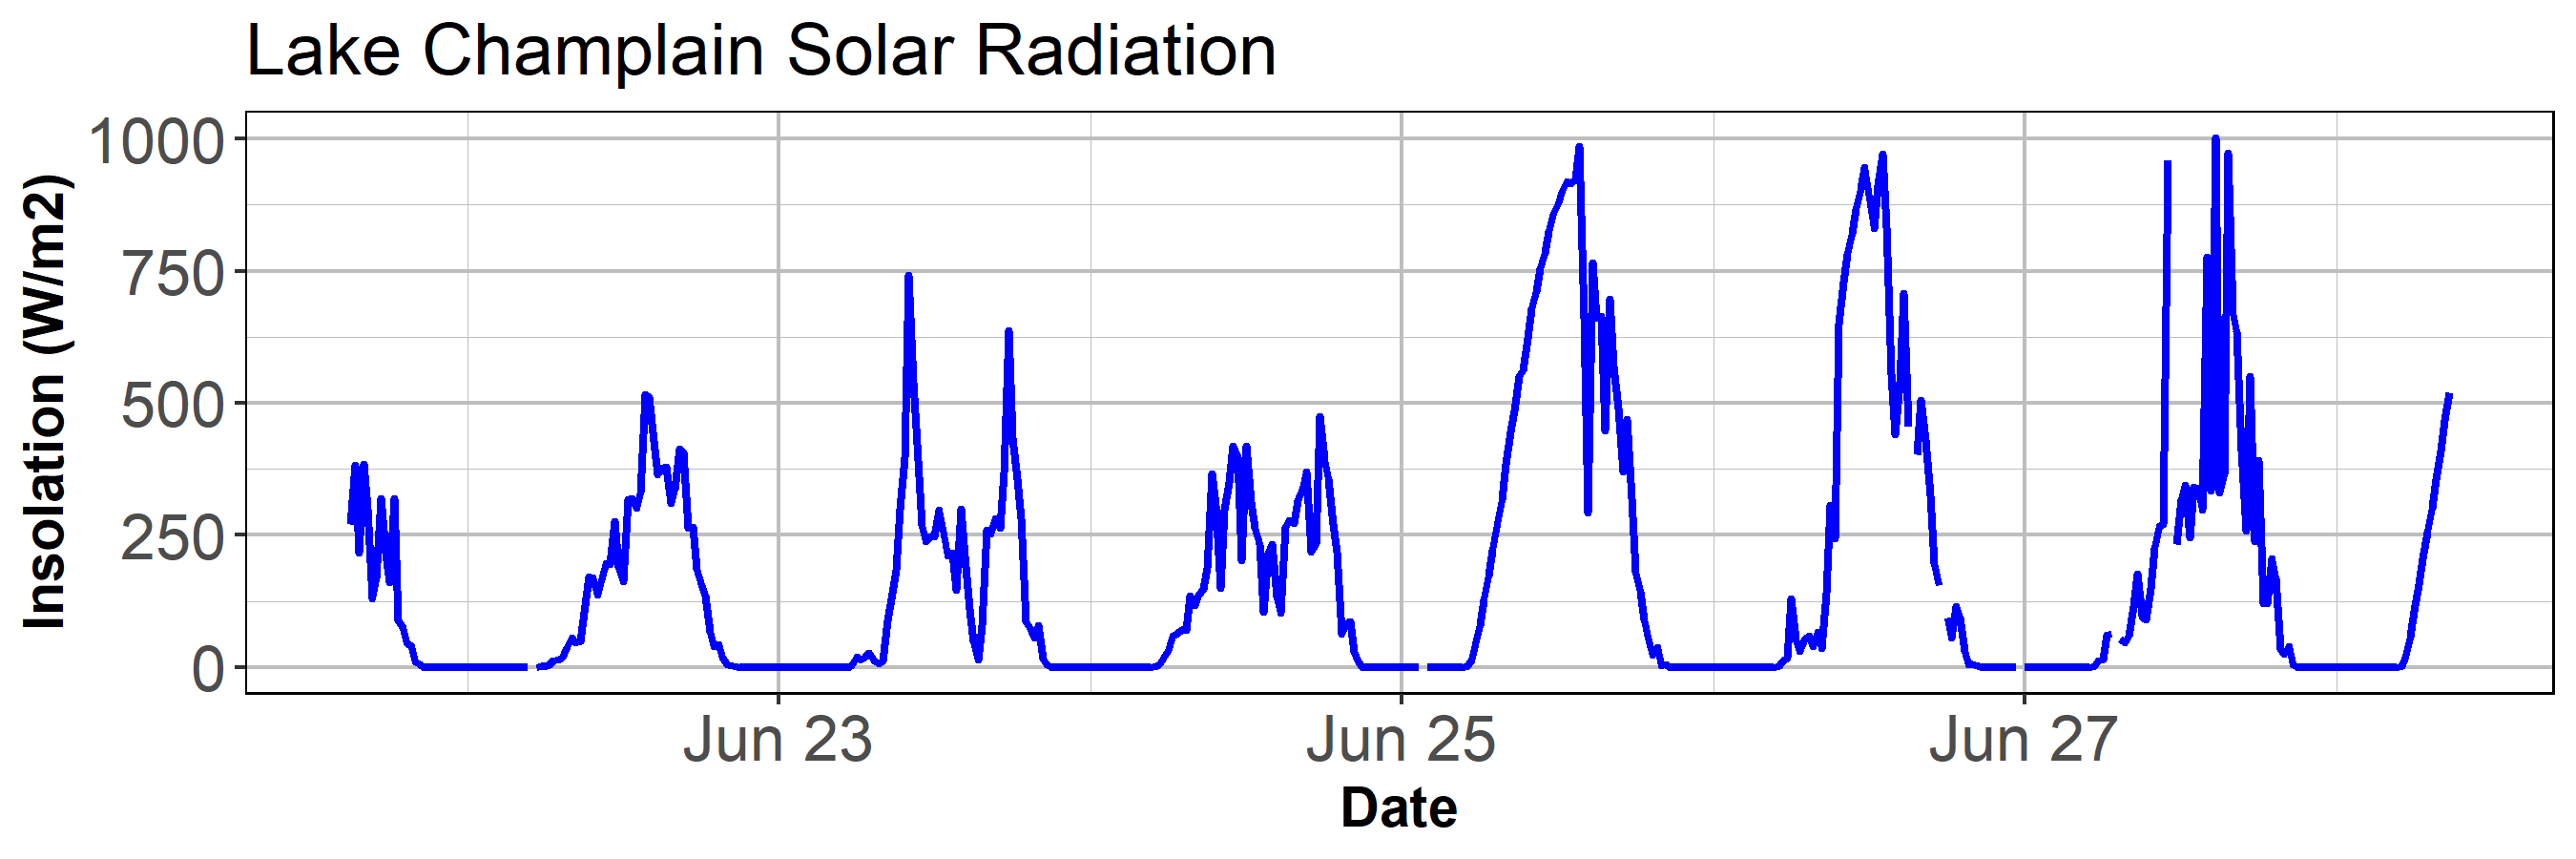 Lake Champlain Solar Radiation
Insolation (W/m2)
1000
750
500
250
0
Jun 23
Jun 25
Jun 27
Date